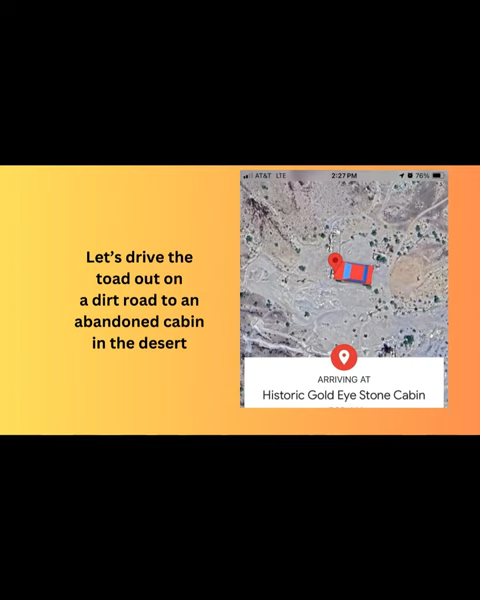 Let's drive the
toad out on
a dirt road to an
abandoned cabin
in the desert
AT&T LTE
2:27 PM
76%
ARRIVING AT
Historic Gold Eye Stone Cabin